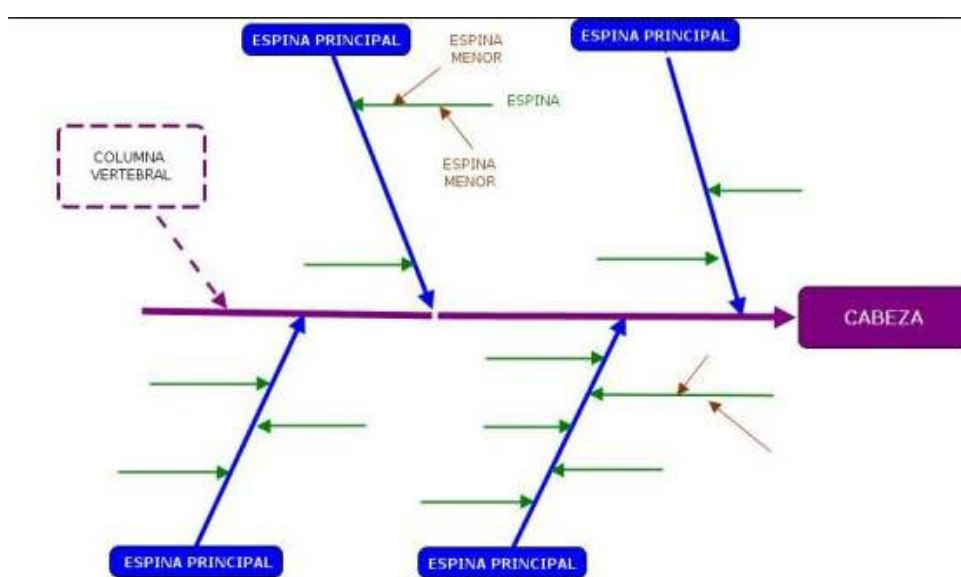 ESPINA PRINCIPAL
ESPINA
MENOR
ESPINA PRINCIPAL
ESPINA
ESPINA
MENOR
COLUMNA
VERTEBRAL
CABEZA
ESPINA PRINCIPAL
ESPINA PRINCIPAL